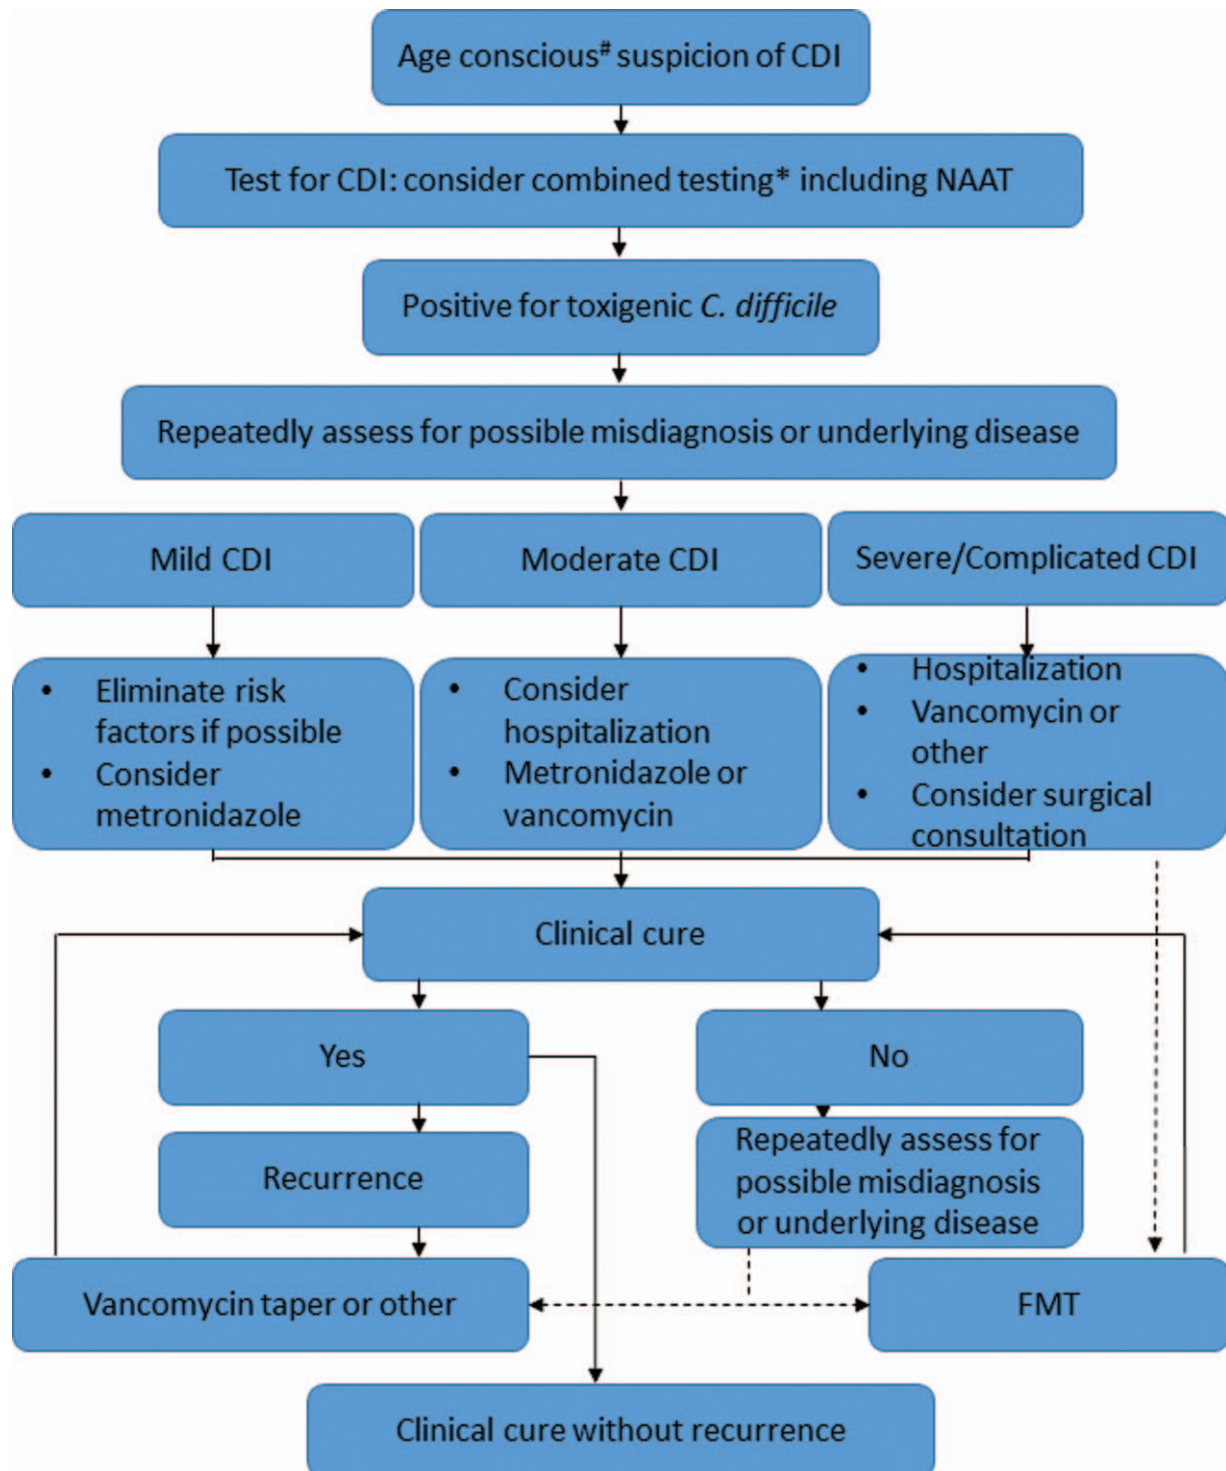 Age conscious# suspicion of CDI
Test for CDI: consider combined testing* including NAAT
Positive for toxigenic C. difficile
Repeatedly assess for possible misdiagnosis or underlying disease
Mild CDI
Moderate CDI
Severe/Complicated CDI
• Eliminate risk
factors if possible
• Consider
metronidazole
• Consider
hospitalization
• Metronidazole or
vancomycin
• Hospitalization
• Vancomycin or
other
• Consider surgical
consultation
Clinical cure
Yes
No
Recurrence
Repeatedly assess for
possible misdiagnosis
or underlying disease
Vancomycin taper or other
FMT
Clinical cure without recurrence